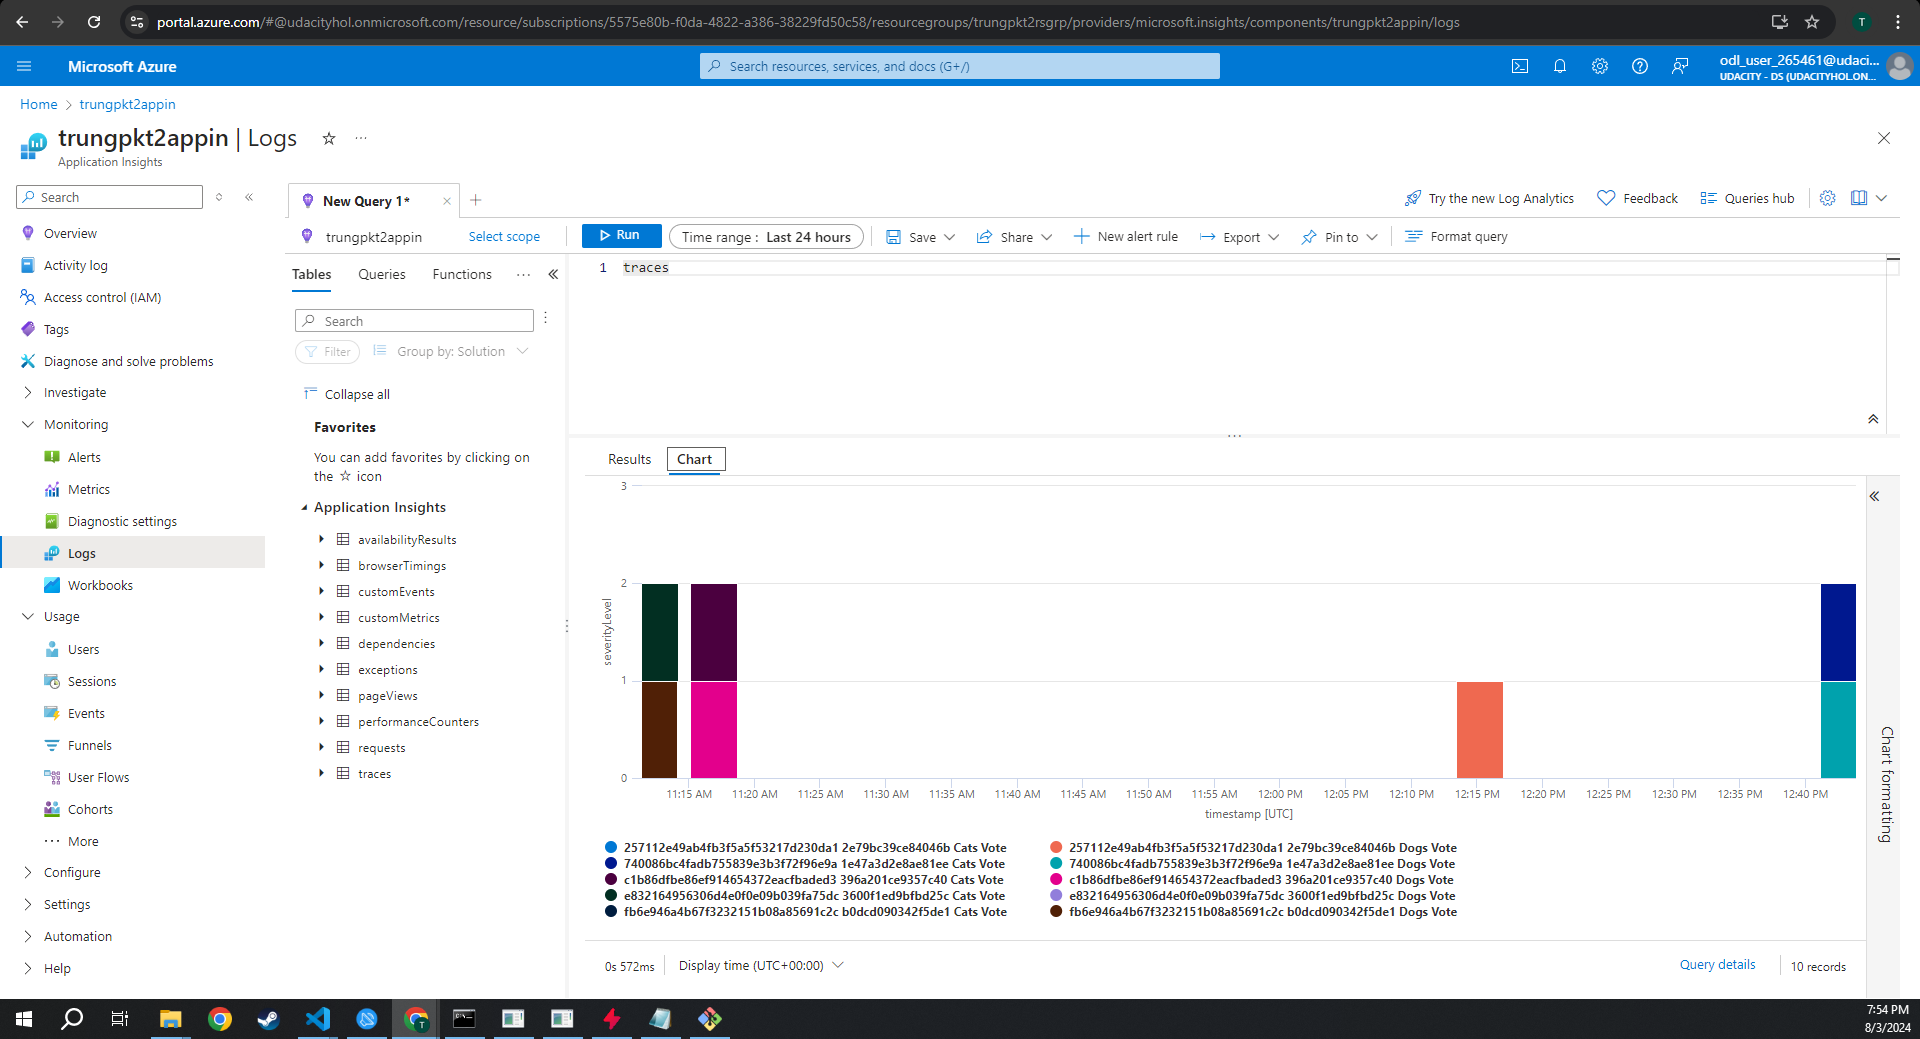 portal.azure.com/#@udacityhol.onmicrosoft.com/resource/subscriptions/5575e80b-f0da-4822-a386-38229fd50c58/resourcegroups/trungpkt2rsgrp/providers/microsoft.insights/components/trungpkt2appin/logs
T
Microsoft Azure
Search resources, services, and docs (G+/)
odl_user_265461@udaci...
UDACITY - DS (UDACITYHOL.ON...
Home > trungpkt2appin
trungpkt2appin | Logs
Application Insights
Search
Overview
Activity log
Access control (IAM)
Tags
Diagnose and solve problems
Investigate
Monitoring
Alerts
Metrics
Diagnostic settings
Logs
Workbooks
Usage
Users
Sessions
Events
Funnels
User Flows
Cohorts
More
Configure
Settings
Automation
Help
New Query 1*
Try the new Log Analytics
Feedback
Queries hub
trungpkt2appin
Select scope
Run
Time range : Last 24 hours
Save
Share
New alert rule
Export
Pin to
Format query
Tables
Queries
Functions
Search
Filter
Group by: Solution
Collapse all
Favorites
You can add favorites by clicking on
the ☆ icon
Application Insights
availabilityResults
browserTimings
customEvents
customMetrics
dependencies
exceptions
pageViews
performanceCounters
requests
traces
1 traces
Results
Chart
3
2
1
0
severityLevel
11:15 AM 11:20 AM 11:25 AM 11:30 AM 11:35 AM 11:40 AM 11:45 AM 11:50 AM 11:55 AM 12:00 PM 12:05 PM 12:10 PM 12:15 PM 12:20 PM 12:25 PM 12:30 PM 12:35 PM 12:40 PM
timestamp [UTC]
257112e49ab4fb3f5a5f53217d230da1 2e79bc39ce84046b Cats Vote
257112e49ab4fb3f5a5f53217d230da1 2e79bc39ce84046b Dogs Vote
740086bc4fadb755839e3b3f72f96e9a 1e47a3d2e8ae81ee Cats Vote
740086bc4fadb755839e3b3f72f96e9a 1e47a3d2e8ae81ee Dogs Vote
c1b86dfbe86ef914654372eacfbaded3 396a201ce9357c40 Cats Vote
c1b86dfbe86ef914654372eacfbaded3 396a201ce9357c40 Dogs Vote
e832164956306d4e0f0e09b039fa75dc 3600f1ed9bfbd25c Cats Vote
e832164956306d4e0f0e09b039fa75dc 3600f1ed9bfbd25c Dogs Vote
fb6e946a4b67f3232151b08a85691c2c b0dcd090342f5de1 Cats Vote
fb6e946a4b67f3232151b08a85691c2c b0dcd090342f5de1 Dogs Vote
Chart formatting
0s 572ms
Display time (UTC+00:00)
Query details
10 records
7:54 PM
8/3/2024